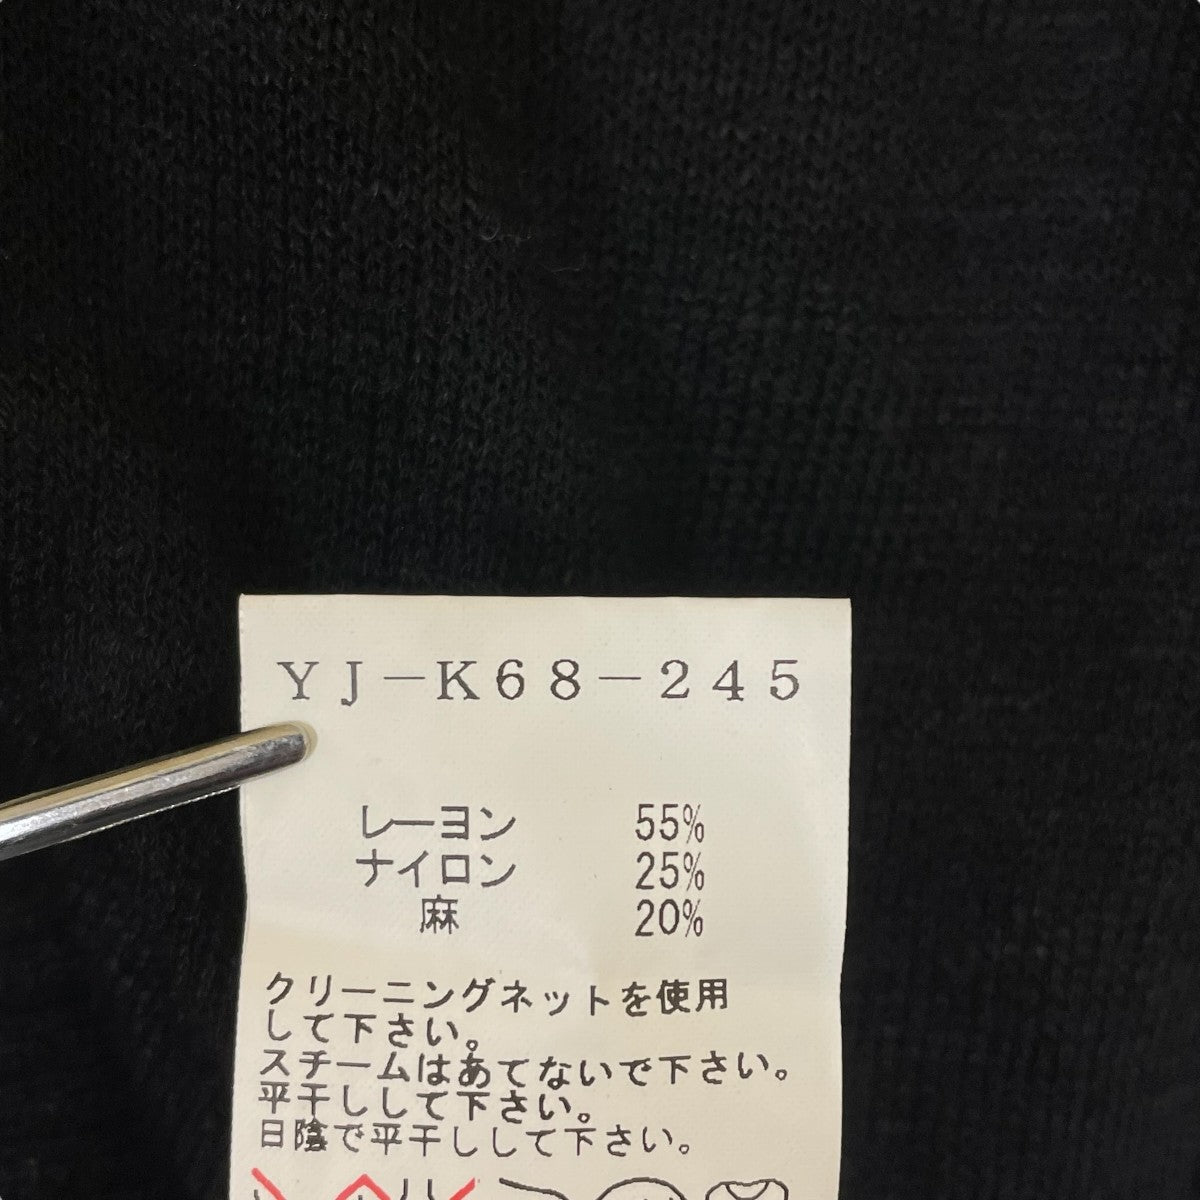 YJ-K68-245
レーヨン 55%
ナイロン 25%
麻 20%
クリーニングネットを使用
して下さい。
スチームはあてないで下さい。
平干しして下さい。
日陰で平干しして下さい。